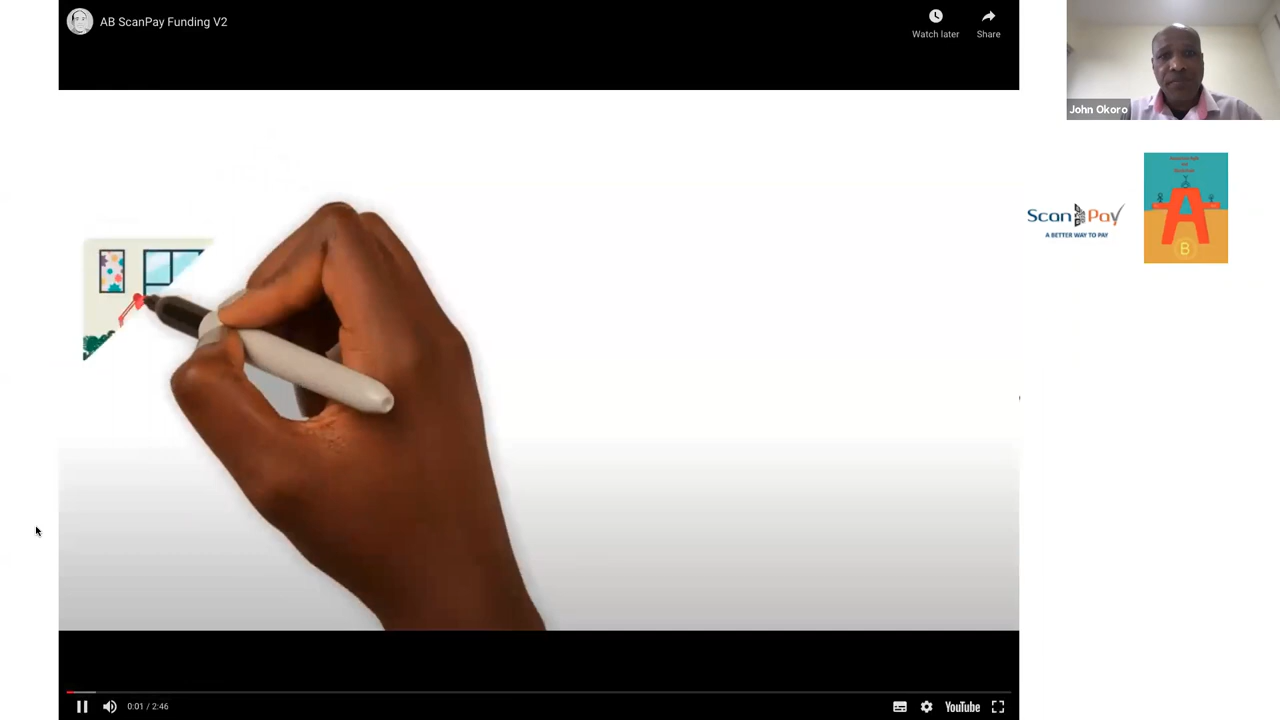 AB ScanPay Funding V2
Watch later
Share
John Okoro
Scan Pay
A BETTER WAY TO PAY
A
B
0:01 / 2:46
YouTube